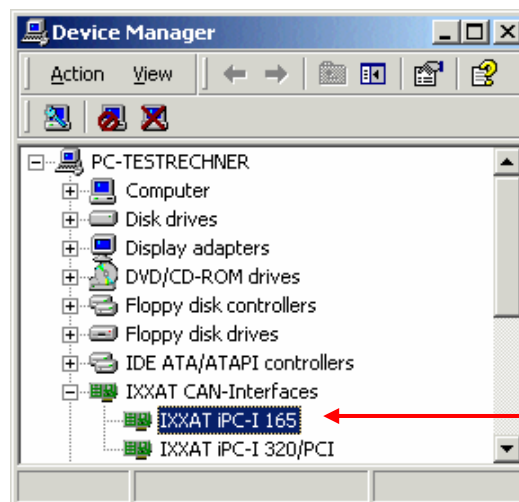 Device Manager
Action View
PC-TESTRECHNER
Computer
Disk drives
Display adapters
DVD/CD-ROM drives
Floppy disk controllers
Floppy disk drives
IDE ATA/ATAPI controllers
IXXAT CAN-Interfaces
IXXAT iPC-I 165
IXXAT iPC-I 320/PCI